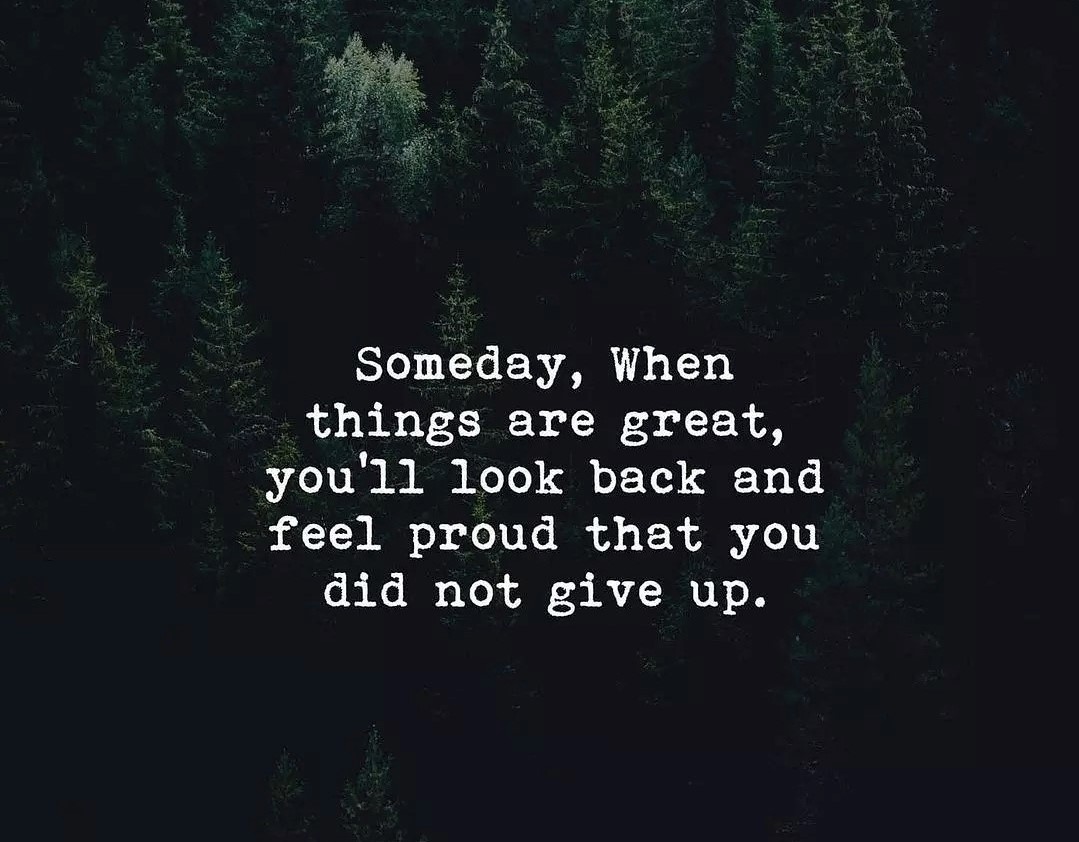 Someday, When
things are great,
you'll look back and
feel proud that you
did not give up.